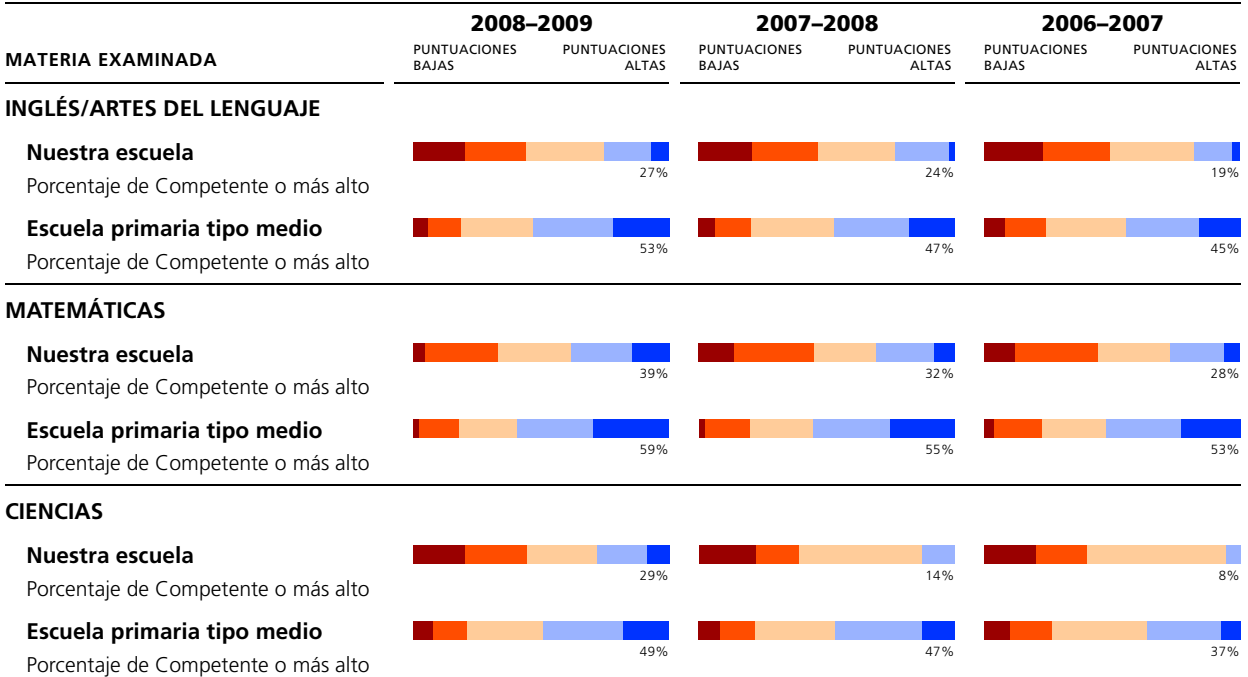 2008–2009 2007–2008 2006–2007
MATERIA EXAMINADA PUNTUACIONES BAJAS PUNTUACIONES ALTAS PUNTUACIONES BAJAS PUNTUACIONES ALTAS PUNTUACIONES BAJAS PUNTUACIONES ALTAS
INGLÉS/ARTES DEL LENGUAJE
Nuestra escuela
Porcentaje de Competente o más alto 27% 24% 19%
Escuela primaria tipo medio
Porcentaje de Competente o más alto 53% 47% 45%
MATEMÁTICAS
Nuestra escuela
Porcentaje de Competente o más alto 39% 32% 28%
Escuela primaria tipo medio
Porcentaje de Competente o más alto 59% 55% 53%
CIENCIAS
Nuestra escuela
Porcentaje de Competente o más alto 29% 14% 8%
Escuela primaria tipo medio
Porcentaje de Competente o más alto 49% 47% 37%